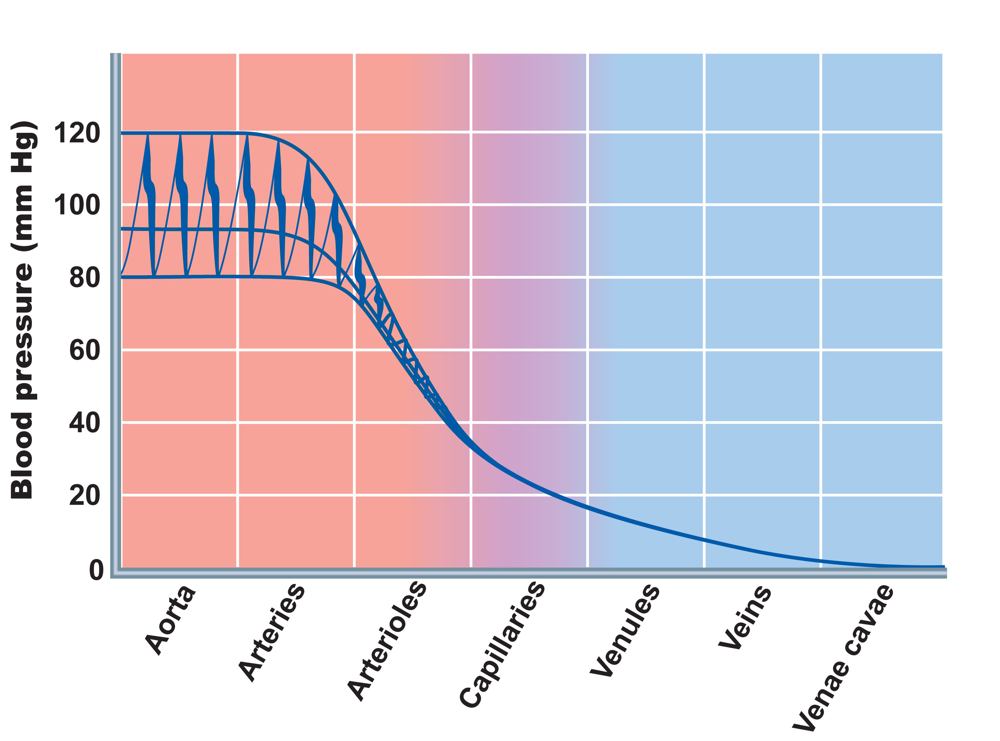 Blood pressure (mm Hg)
120
100
80
60
40
20
0
Aorta
Arteries
Arterioles
Capillaries
Venules
Veins
Venae cavae